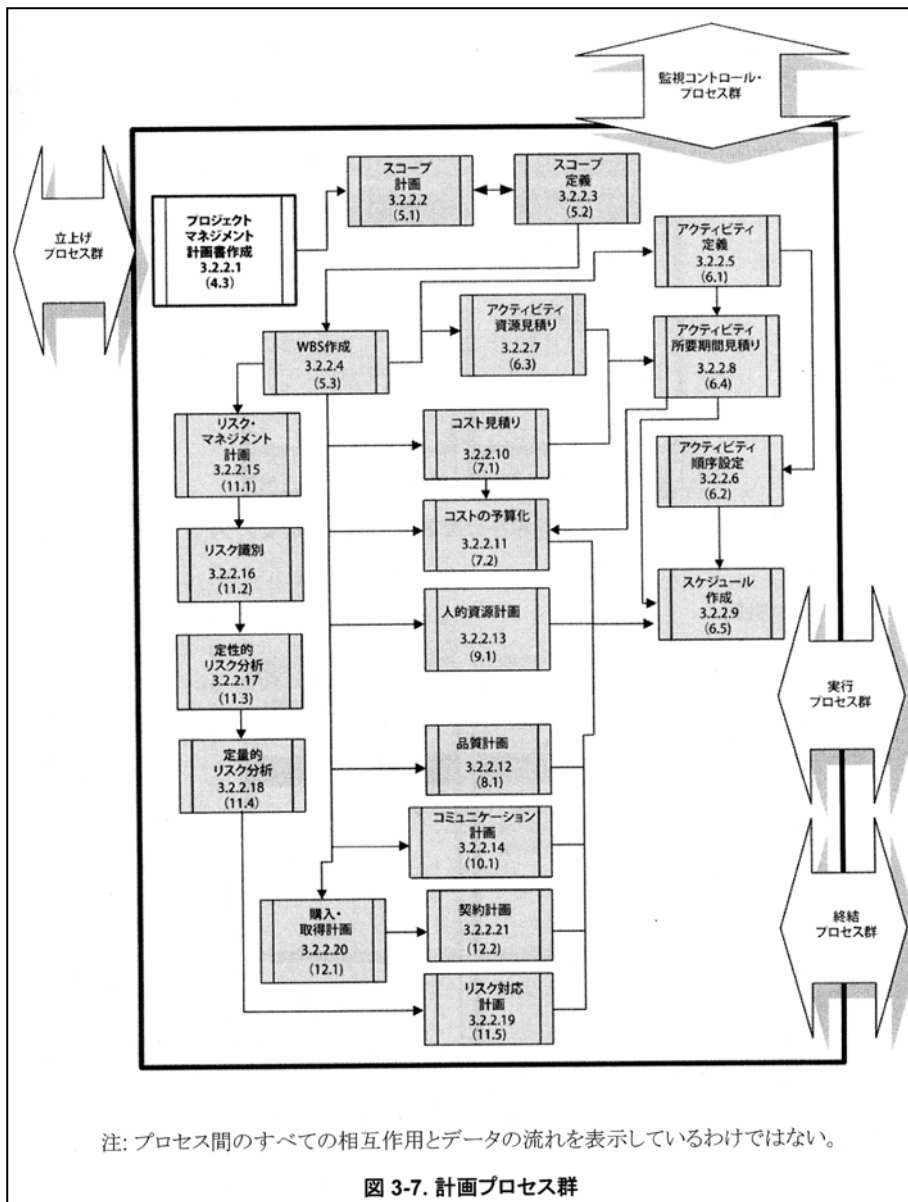 監視コントロール・
プロセス群
立上げ
プロセス群
プロジェクト
マネジメント
計画書作成
3.2.2.1
(4.3)
スコープ
計画
3.2.2.2
(5.1)
スコープ
定義
3.2.2.3
(5.2)
アクティビティ
定義
3.2.2.5
(6.1)
WBS作成
3.2.2.4
(5.3)
アクティビティ
資源見積り
3.2.2.7
(6.3)
アクティビティ
所要期間見積り
3.2.2.8
(6.4)
リスク・
マネジメント
計画
3.2.2.15
(11.1)
コスト見積り
3.2.2.10
(7.1)
アクティビティ
順序設定
3.2.2.6
(6.2)
リスク識別
3.2.2.16
(11.2)
コストの予算化
3.2.2.11
(7.2)
スケジュール
作成
3.2.2.9
(6.5)
定性的
リスク分析
3.2.2.17
(11.3)
人的資源計画
3.2.2.13
(9.1)
実行
プロセス群
定量的
リスク分析
3.2.2.18
(11.4)
品質計画
3.2.2.12
(8.1)
コミュニケーション
計画
3.2.2.14
(10.1)
購入・
取得計画
3.2.2.20
(12.1)
契約計画
3.2.2.21
(12.2)
終結
プロセス群
リスク対応
計画
3.2.2.19
(11.5)
注: プロセス間のすべての相互作用とデータの流れを表示しているわけではない。
図 3-7. 計画プロセス群